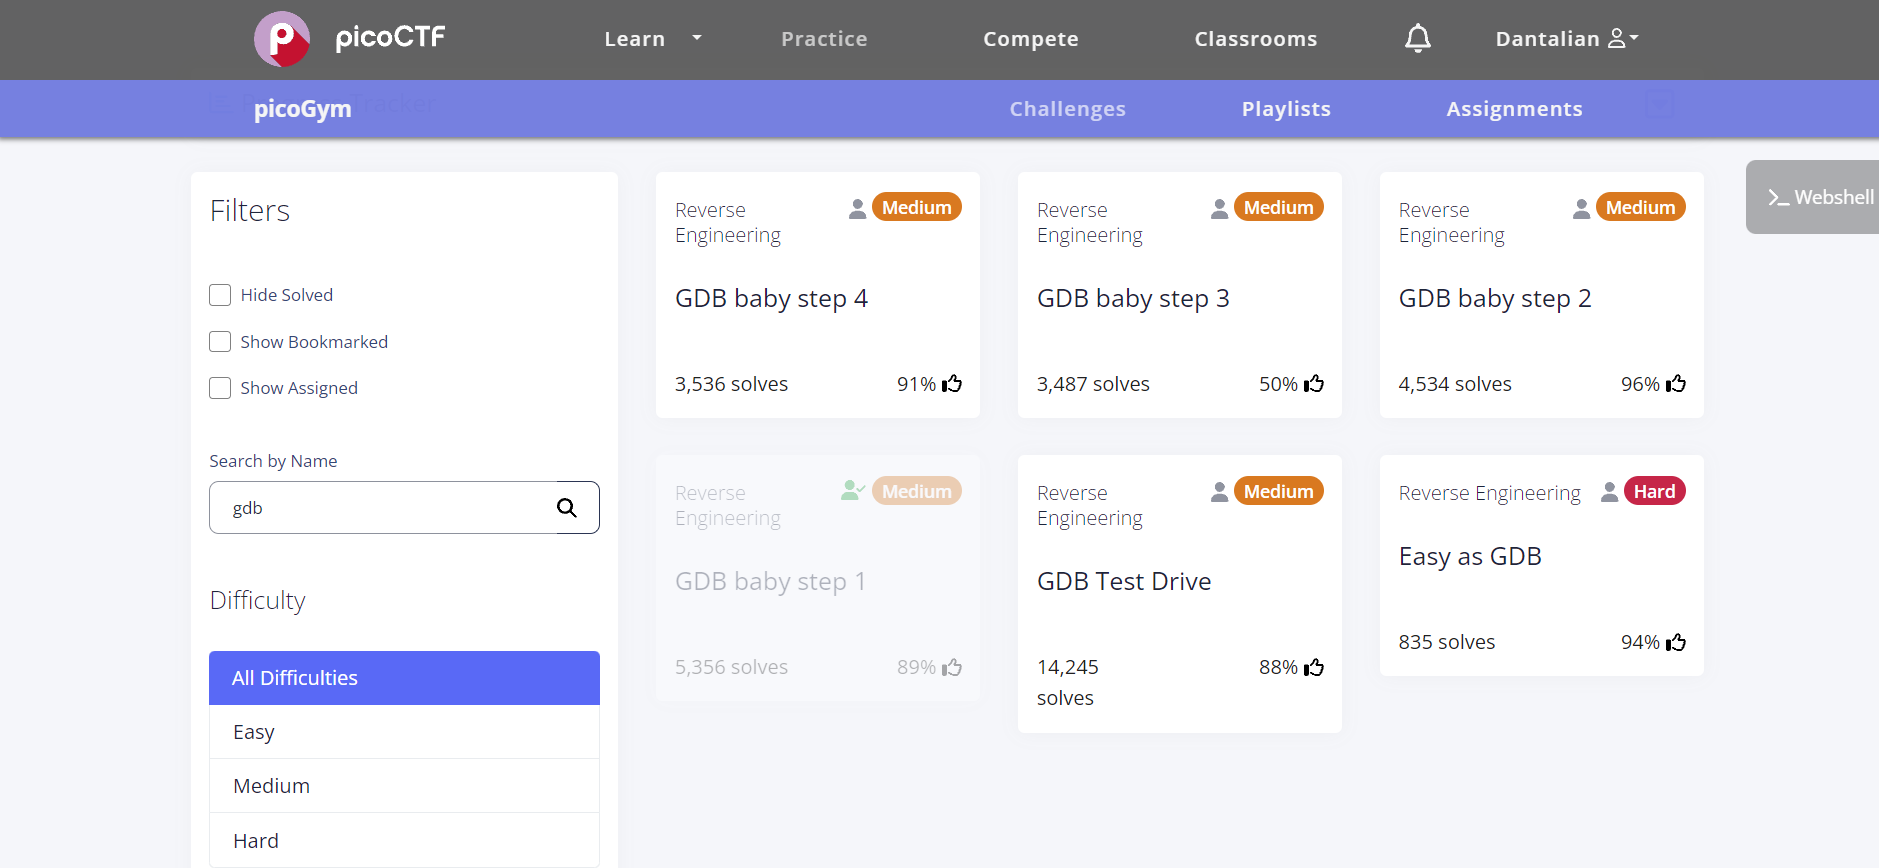 picoCTF
Learn
Practice
Compete
Classrooms
Dantalian
picoGym
Challenges
Playlists
Assignments
Webshell
Filters
Hide Solved
Show Bookmarked
Show Assigned
Search by Name
gdb
Difficulty
All Difficulties
Easy
Medium
Hard
Reverse
Engineering
Medium
GDB baby step 4
3,536 solves
91%
Reverse
Engineering
Medium
GDB baby step 3
3,487 solves
50%
Reverse
Engineering
Medium
GDB baby step 2
4,534 solves
96%
Reverse
Engineering
Medium
GDB baby step 1
5,356 solves
89%
Reverse
Engineering
Medium
GDB Test Drive
14,245
solves
88%
Reverse Engineering
Hard
Easy as GDB
835 solves
94%